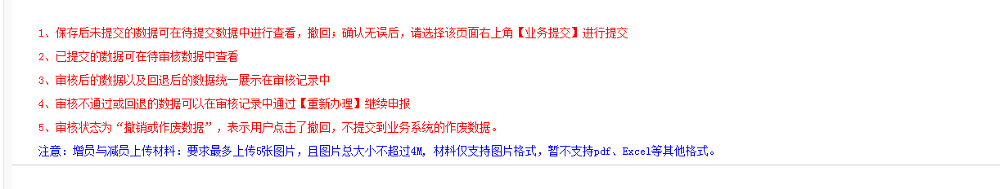 1、保存后未提交的数据可在待提交数据中进行查看，撤回；确认无误后，请选择该页面右上角【业务提交】进行提交
2、已提交的数据可在待审核数据中查看
3、审核后的数据以及回退后的数据统一展示在审核记录中
4、审核不通过或回退的数据可以在审核记录中通过【重新办理】继续申报
5、审核状态为“撤销或作废数据”，表示用户点击了撤回，不提交到业务系统的作废数据。
注意：增员与减员上传材料：要求最多上传5张图片，且图片总大小不超过4M, 材料仅支持图片格式，暂不支持pdf、Excel等其他格式。